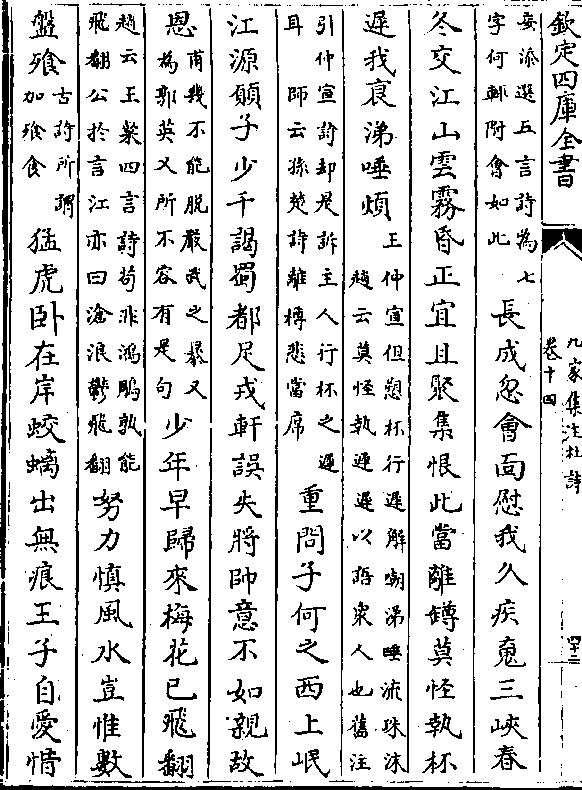 欽定四庫全書
九家集注杜詩
卷十四
妄添選五言詩為七
字何輒附會如此
長成忽會面慰我久疾䰟三峽春
冬交江山雲霧昏正宜且聚集恨此當離罇莫怪執杯
遲我衰涕唾煩
王仲宣但愬杯行遲解嘲涕唾流珠沫
趙云莫怪執遲遲以語衆人也舊注
引仲宣詩却是訴主人行杯之遲
耳師云孫楚詩離樽悲當席
重問子何之西上岷
江源願子少干謁蜀都足戎軒誤失將帥意不如親故
恩
甫幾不能脱嚴武之暴又
為郭英乂所不容有是句
少年早歸來梅花已飛翻
趙云王粲四言詩苟非鴻鵰孰能
飛翻公於言江亦曰滄浪鬱飛翻
努力慎風水豈惟數
盤飱
古詩所謂
加飱食
猛虎卧在岸蛟螭出無痕王子自愛惜